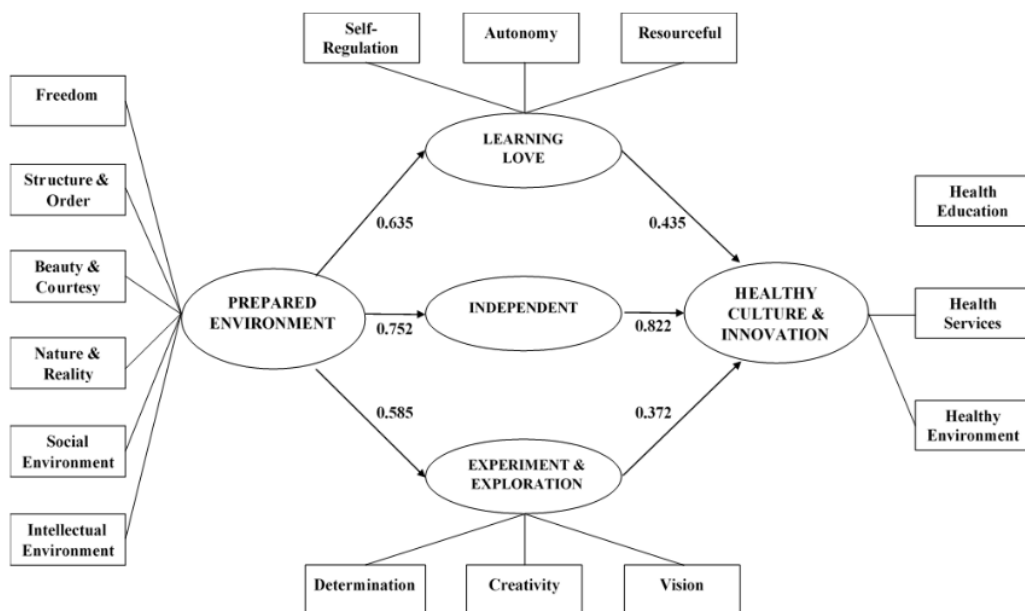 Self-
Regulation
Autonomy
Resourceful
Freedom
Structure &
Order
Beauty &
Courtesy
Nature &
Reality
Social
Environment
Intellectual
Environment
PREPARED
ENVIRONMENT
LEARNING
LOVE
0.635
0.435
INDEPENDENT
0.752
0.822
0.585
0.372
EXPERIMENT &
EXPLORATION
HEALTHY
CULTURE &
INNOVATION
Health
Education
Health
Services
Healthy
Environment
Determination
Creativity
Vision